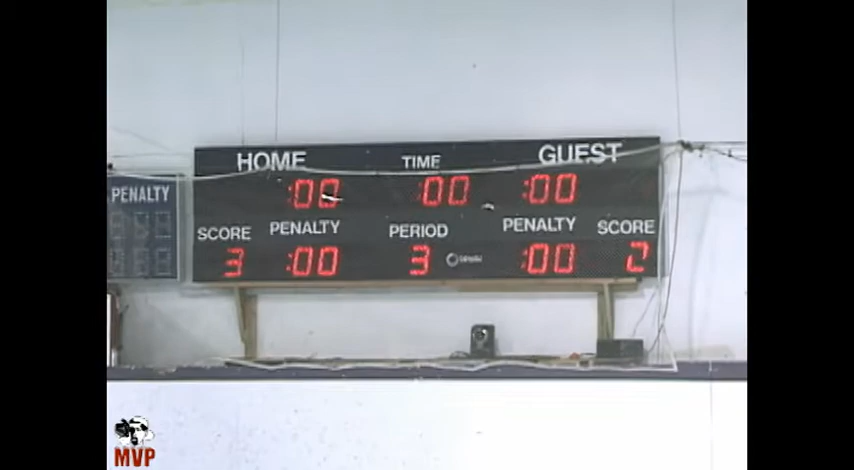 HOME TIME GUEST
:00 :00 :00
PENALTY
SCORE PENALTY PERIOD PENALTY SCORE
3 :00 3 :00 2
MVP